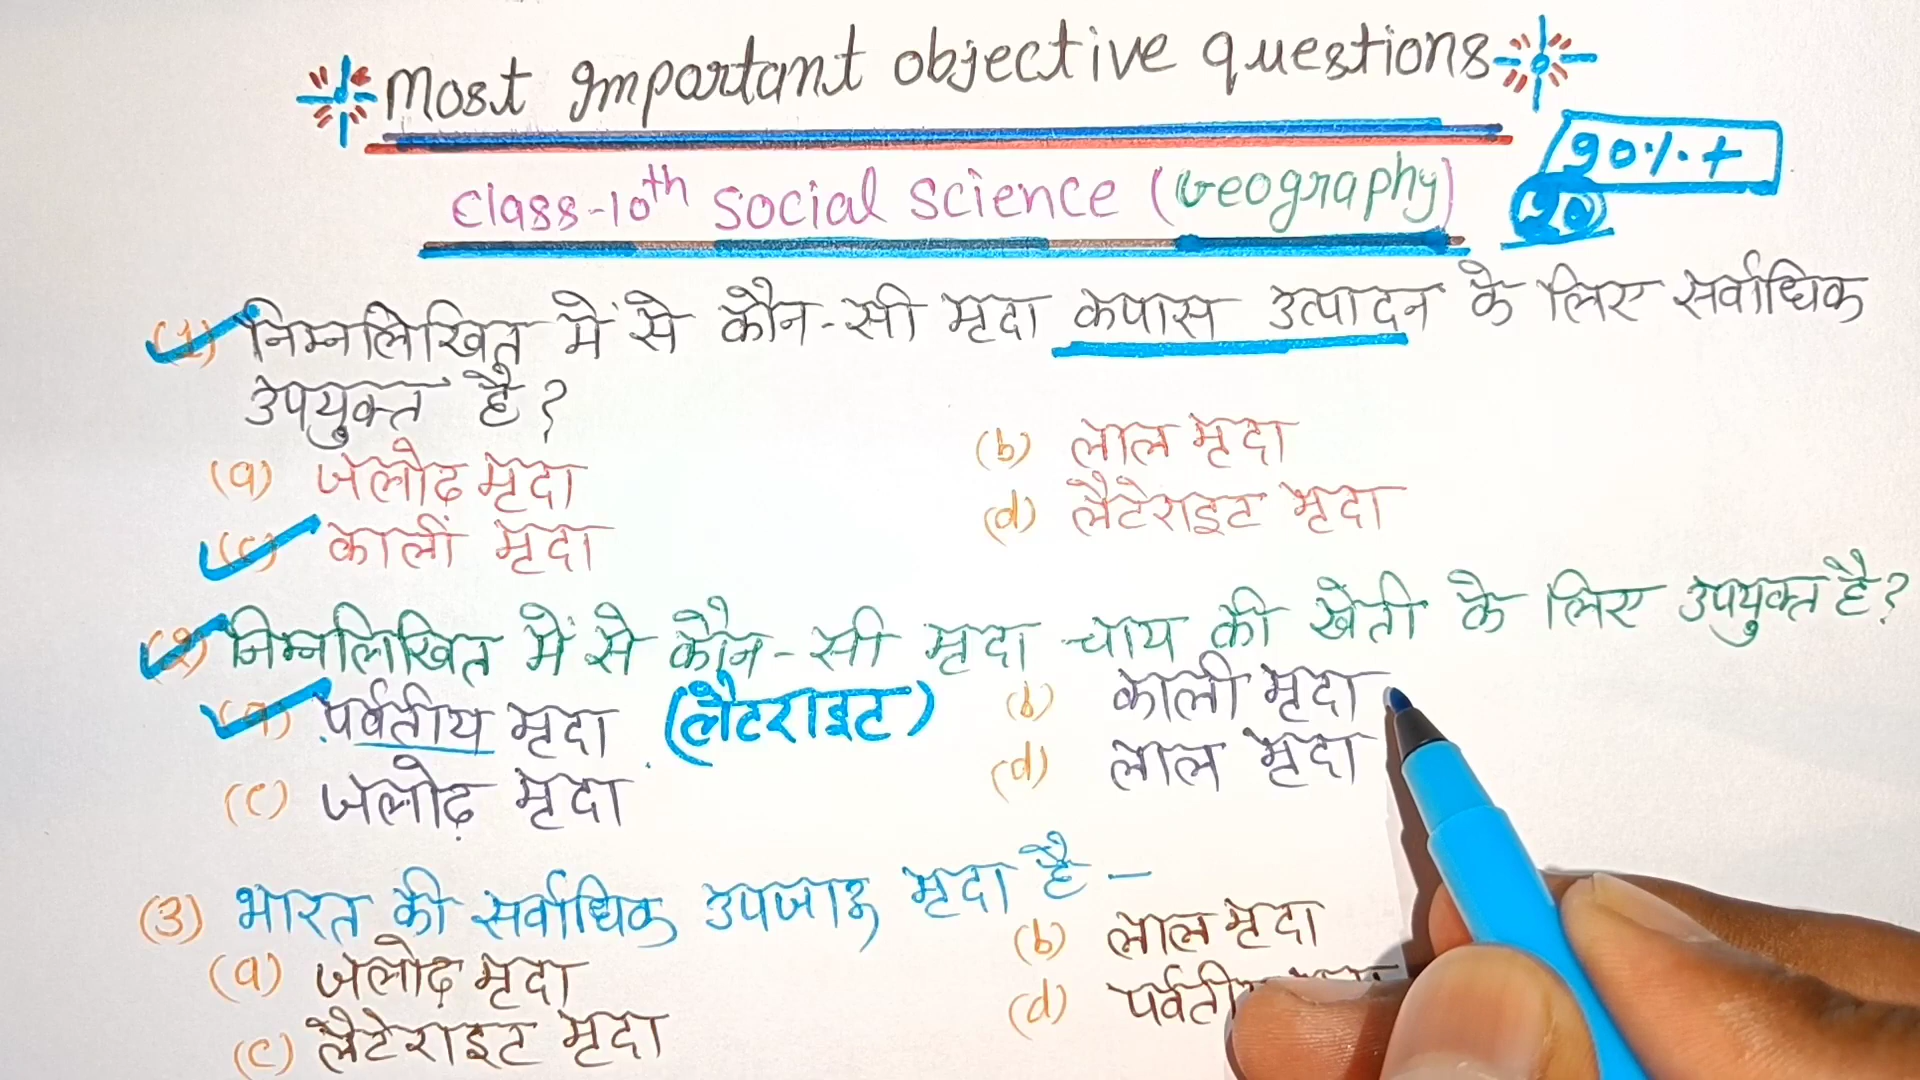 Most Important objective questions
90%+
20
Class-10th Social Science (Geography)
(1) निम्नलिखित में से कौन-सी मृदा कपास उत्पादन के लिए सर्वाधिक
उपयुक्त है?
(a) जलोढ़ मृदा (b) लाल मृदा
(c) काली मृदा (d) लैटेराइट मृदा
(2) निम्नलिखित में से कौन-सी मृदा चाय की खेती के लिए उपयुक्त है?
(a) पर्वतीय मृदा (लैटराइट) (b) काली मृदा
(c) जलोढ़ मृदा (d) लाल मृदा
(3) भारत की सर्वाधिक उपजाऊ मृदा है –
(a) जलोढ़ मृदा (b) लाल मृदा
(c) लैटेराइट मृदा (d)